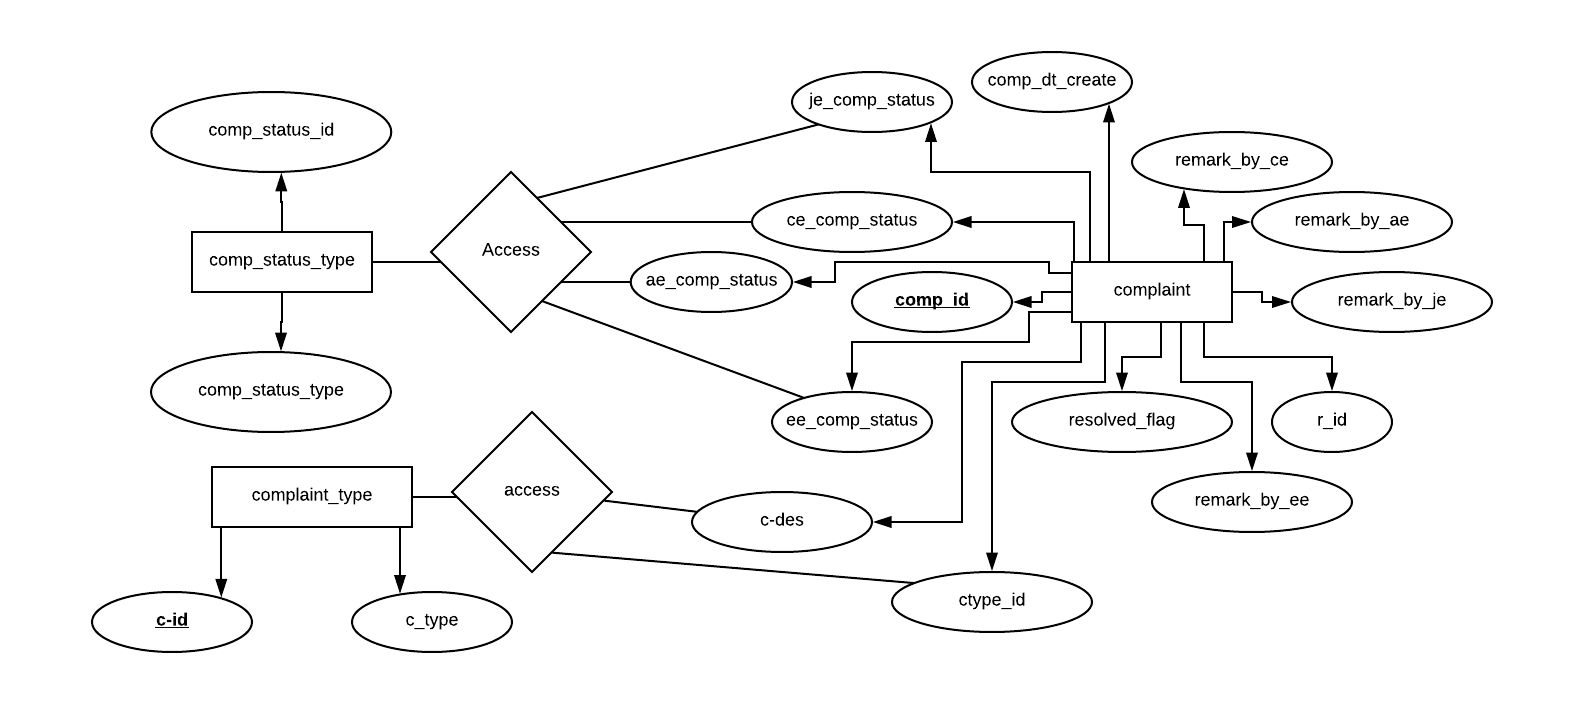 comp_dt_create
je_comp_status
comp_status_id
remark_by_ce
ce_comp_status
remark_by_ae
Access
comp_status_type
ae_comp_status
comp_id
complaint
remark_by_je
comp_status_type
ee_comp_status
resolved_flag
r_id
complaint_type
access
c-des
remark_by_ee
ctype_id
c-id
c_type